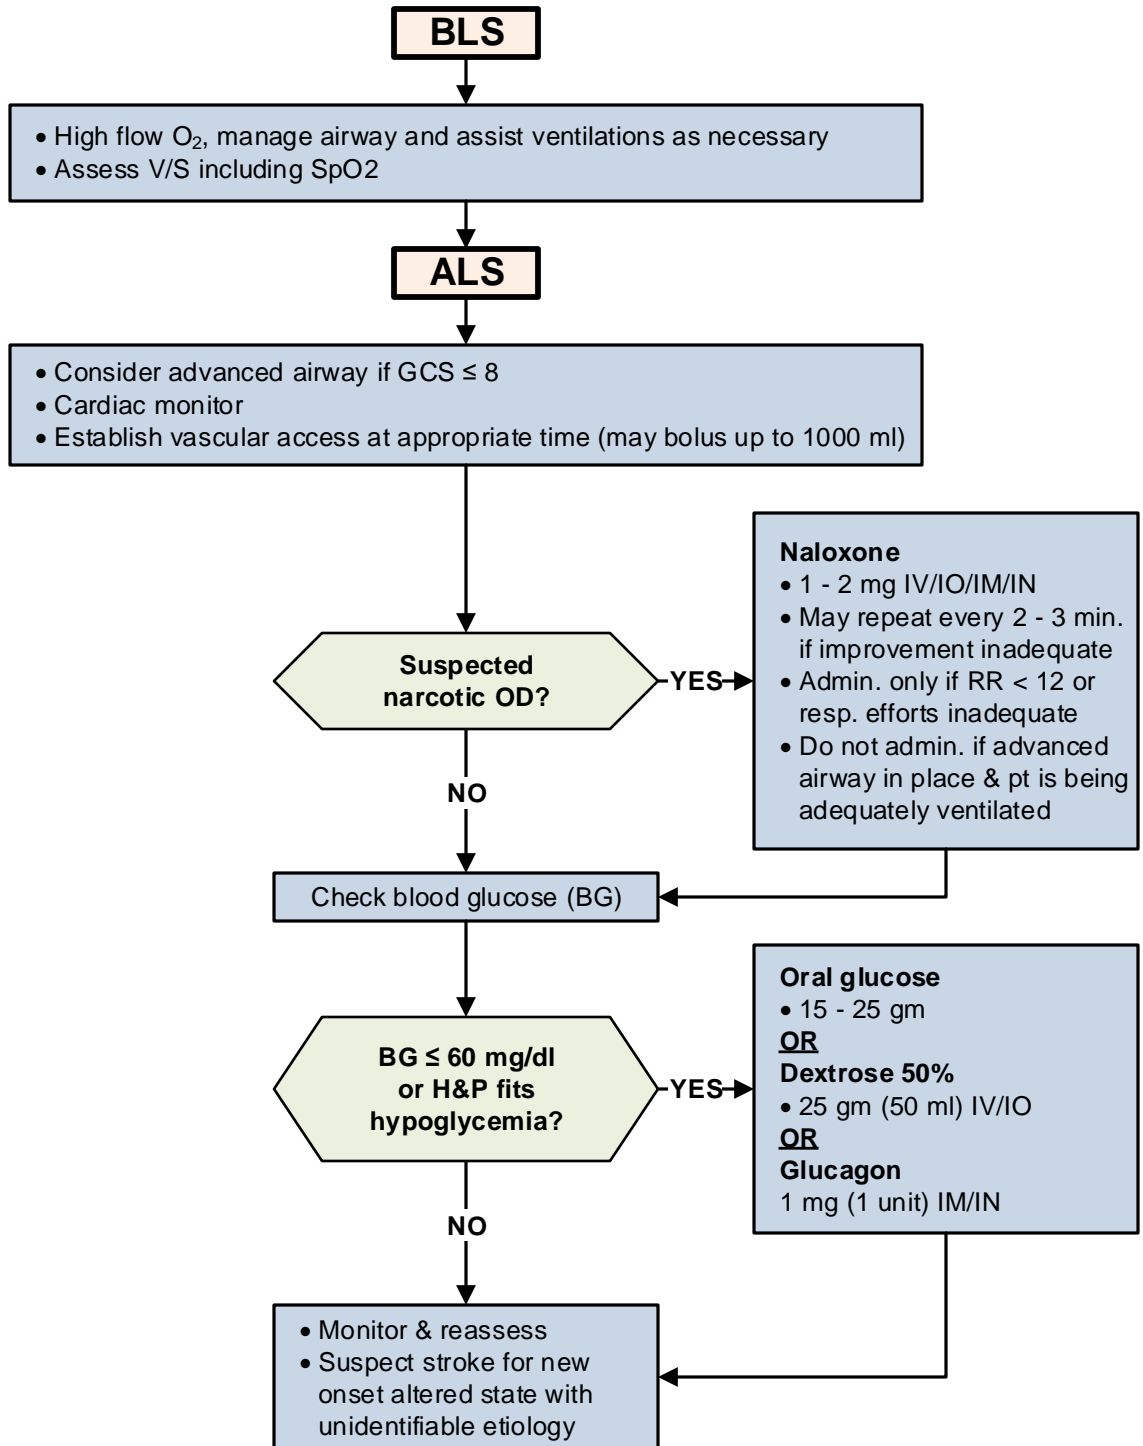 BLS
• High flow O₂, manage airway and assist ventilations as necessary
• Assess V/S including SpO2
ALS
• Consider advanced airway if GCS ≤ 8
• Cardiac monitor
• Establish vascular access at appropriate time (may bolus up to 1000 ml)
Suspected
narcotic OD?
YES
Naloxone
• 1 - 2 mg IV/IO/IM/IN
• May repeat every 2 - 3 min.
if improvement inadequate
• Admin. only if RR < 12 or
resp. efforts inadequate
• Do not admin. if advanced
airway in place & pt is being
adequately ventilated
NO
Check blood glucose (BG)
BG ≤ 60 mg/dl
or H&P fits
hypoglycemia?
YES
Oral glucose
• 15 - 25 gm
OR
Dextrose 50%
• 25 gm (50 ml) IV/IO
OR
Glucagon
1 mg (1 unit) IM/IN
NO
• Monitor & reassess
• Suspect stroke for new
onset altered state with
unidentifiable etiology